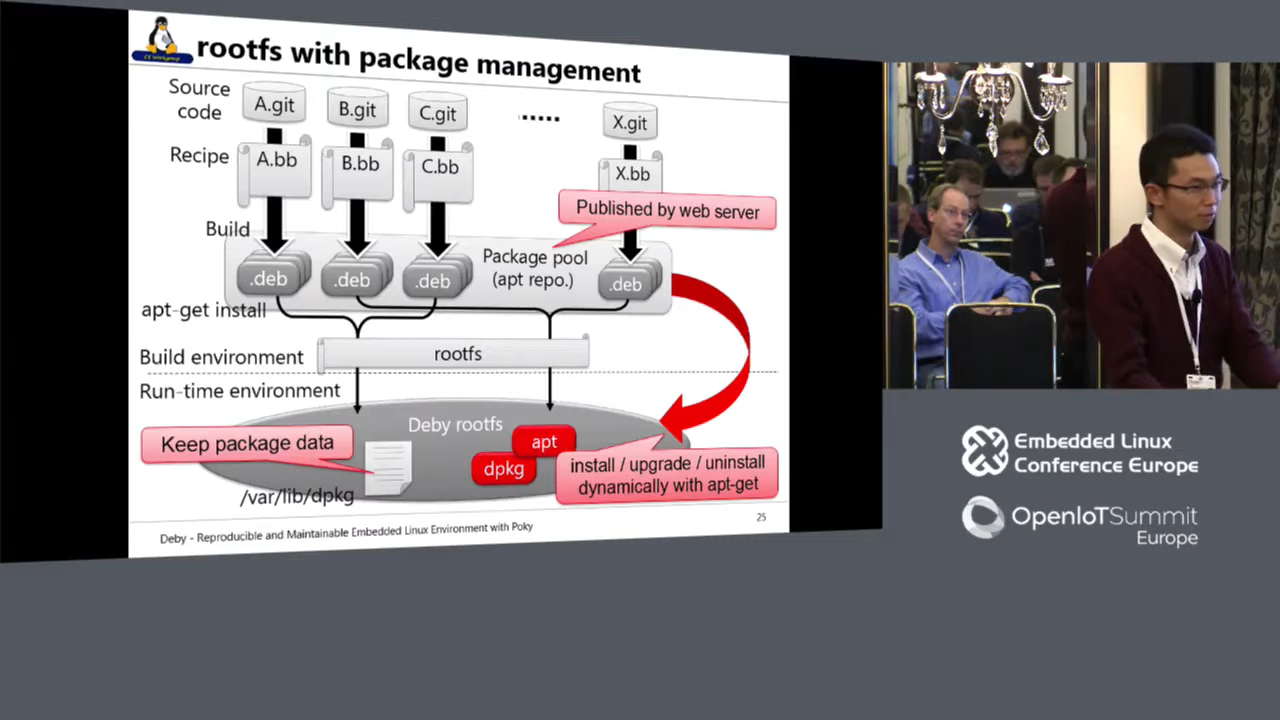 rootfs with package management
Source
code
A.git
B.git
C.git
.....
X.git
Recipe
A.bb
B.bb
C.bb
X.bb
Published by web server
Build
.deb
.deb
.deb
Package pool
(apt repo.)
.deb
apt-get install
Build environment
rootfs
Run-time environment
Deby rootfs
Keep package data
apt
dpkg
install / upgrade / uninstall
dynamically with apt-get
/var/lib/dpkg
25
Deby - Reproducible and Maintainable Embedded Linux Environment with Poky
Embedded Linux
Conference Europe
OpenIoTSummit
Europe